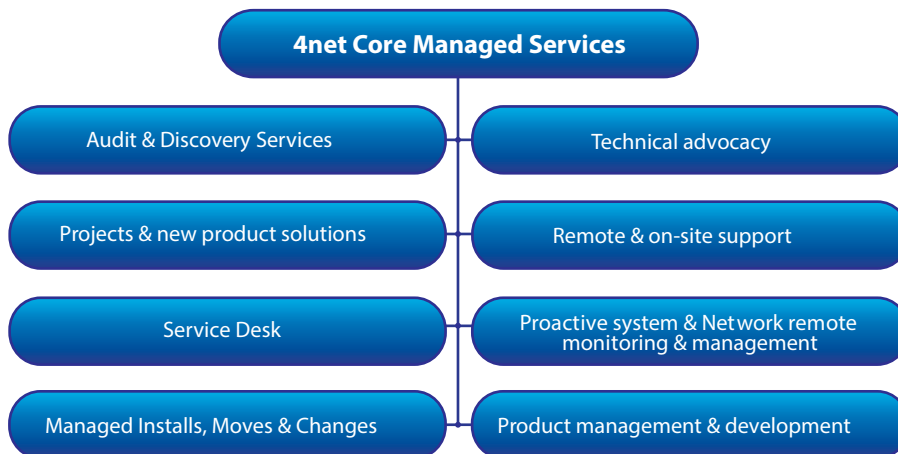 4net Core Managed Services
Audit & Discovery Services
Technical advocacy
Projects & new product solutions
Remote & on-site support
Service Desk
Proactive system & Network remote
monitoring & management
Managed Installs, Moves & Changes
Product management & development